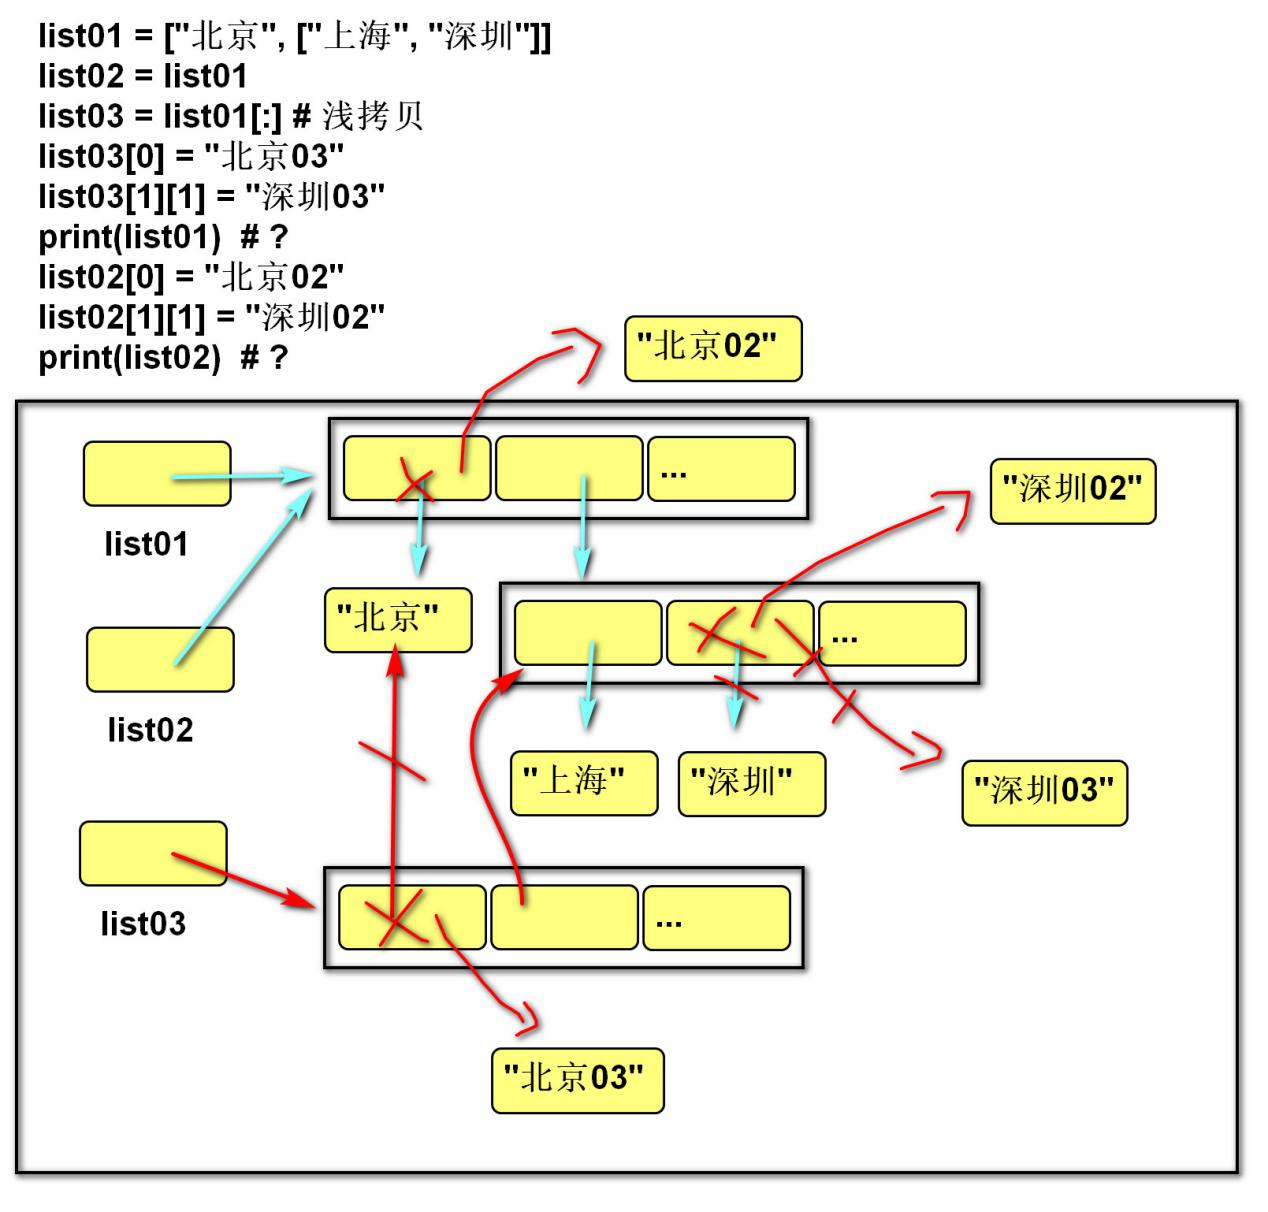 list01 = ["北京", ["上海", "深圳"]]
list02 = list01
list03 = list01[:] # 浅拷贝
list03[0] = "北京03"
list03[1][1] = "深圳03"
print(list01)  # ?
list02[0] = "北京02"
list02[1][1] = "深圳02"
print(list02)  # ?
"北京02"
...
"深圳02"
list01
"北京"
...
list02
"上海"
"深圳"
"深圳03"
list03
...
"北京03"